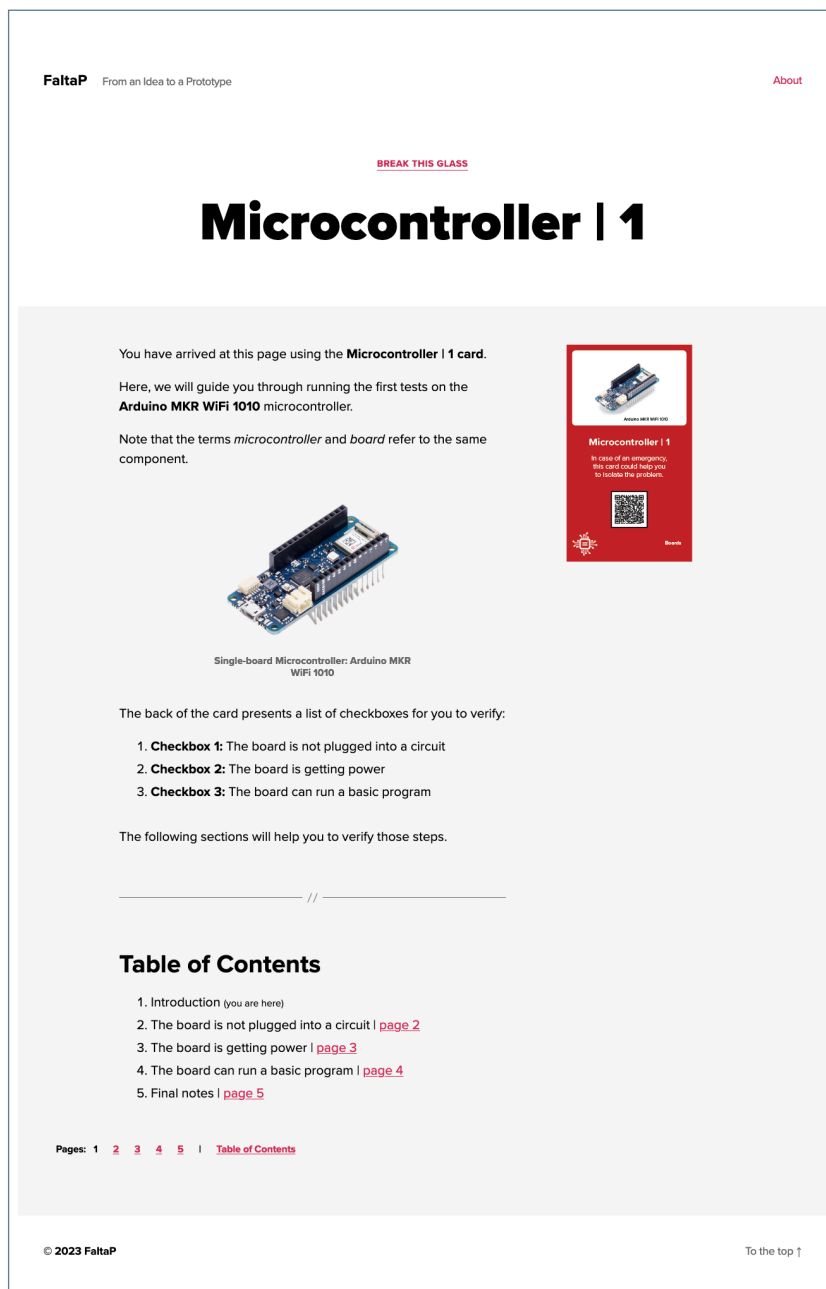 FaItaP From an Idea to a Prototype
About
BREAK THIS GLASS
Microcontroller | 1
You have arrived at this page using the Microcontroller | 1 card.
Here, we will guide you through running the first tests on the
Arduino MKR WiFi 1010 microcontroller.
Note that the terms microcontroller and board refer to the same
component.
Arduino MKR WiFi 1010
Microcontroller | 1
In case of an emergency,
this card could help you
to isolate the problem.
Boards
Single-board Microcontroller: Arduino MKR
WiFi 1010
The back of the card presents a list of checkboxes for you to verify:
1. Checkbox 1: The board is not plugged into a circuit
2. Checkbox 2: The board is getting power
3. Checkbox 3: The board can run a basic program
The following sections will help you to verify those steps.
//
Table of Contents
1. Introduction (you are here)
2. The board is not plugged into a circuit | page 2
3. The board is getting power | page 3
4. The board can run a basic program | page 4
5. Final notes | page 5
Pages: 1 2 3 4 5 | Table of Contents
© 2023 FaItaP
To the top ↑